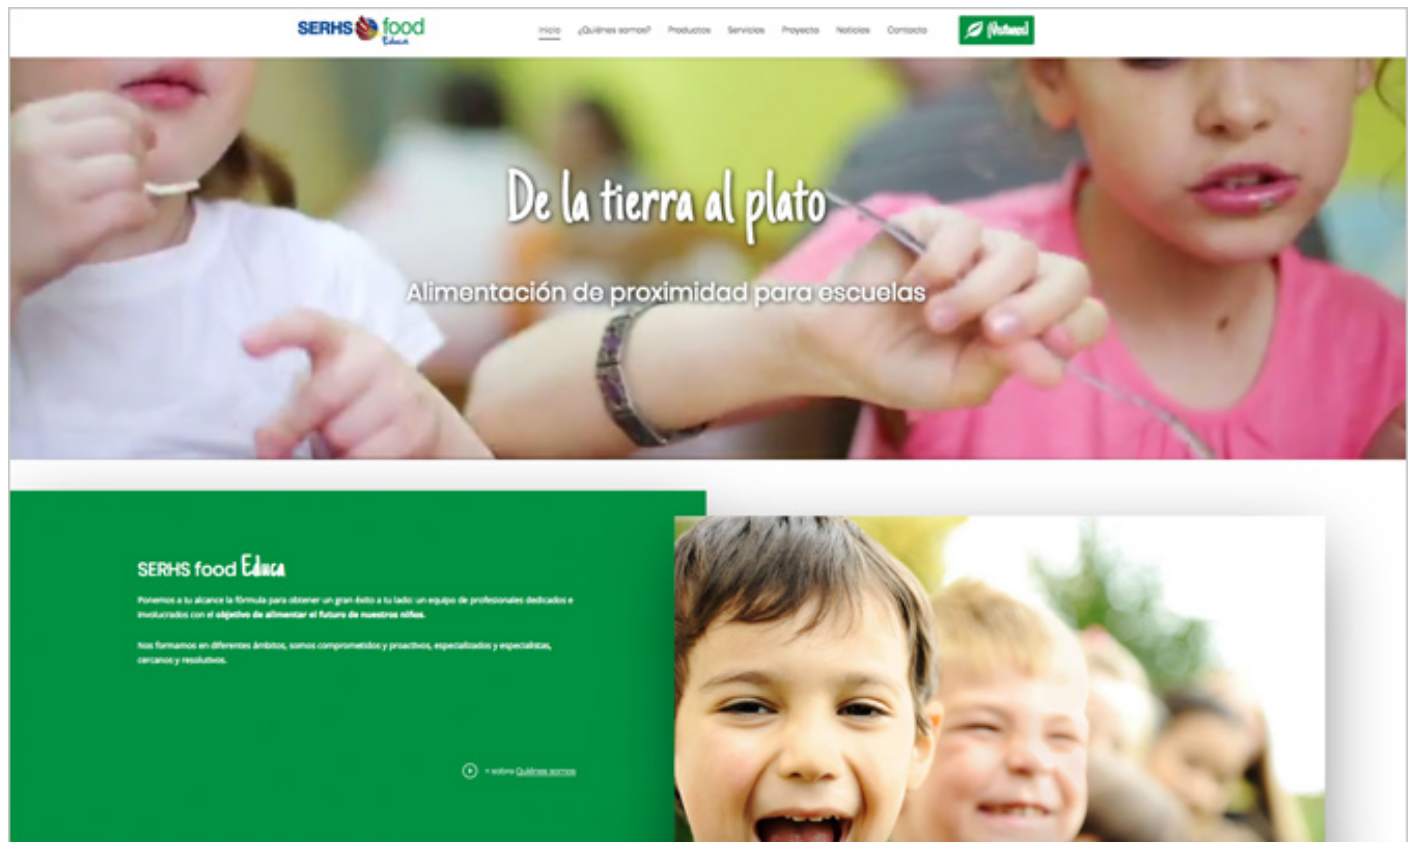 SERHS food
Educa
Inicio
¿Quiénes somos?
Productos
Servicios
Proyecto
Noticias
Contacto
De la tierra al plato
Alimentación de proximidad para escuelas
SERHS food Educa
Ponemos a tu alcance la fórmula para obtener un gran éxito a tu lado: un equipo de profesionales dedicados e
involucrados con el objetivo de alimentar el futuro de nuestros niños.
Nos formamos en diferentes ámbitos, somos comprometidos y proactivos, especializados y especialistas,
cercanos y resolutivos.
+ sobre Quiénes somos